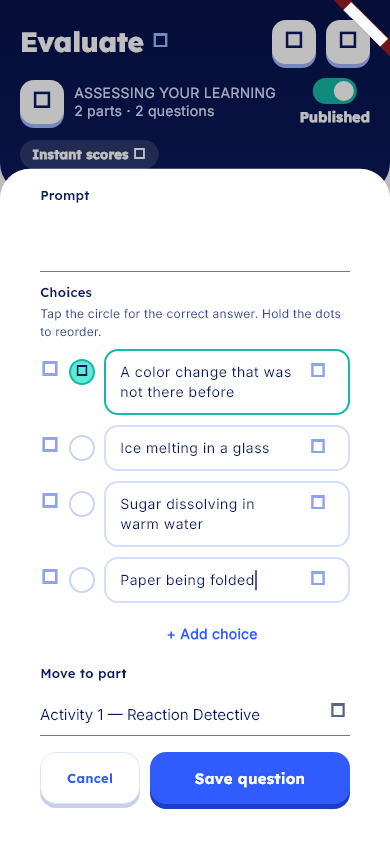 Evaluate
ASSESSING YOUR LEARNING
2 parts · 2 questions
Published
Instant scores
Prompt
Choices
Tap the circle for the correct answer. Hold the dots
to reorder.
A color change that was
not there before
Ice melting in a glass
Sugar dissolving in
warm water
Paper being folded
+ Add choice
Move to part
Activity 1 — Reaction Detective
Cancel
Save question